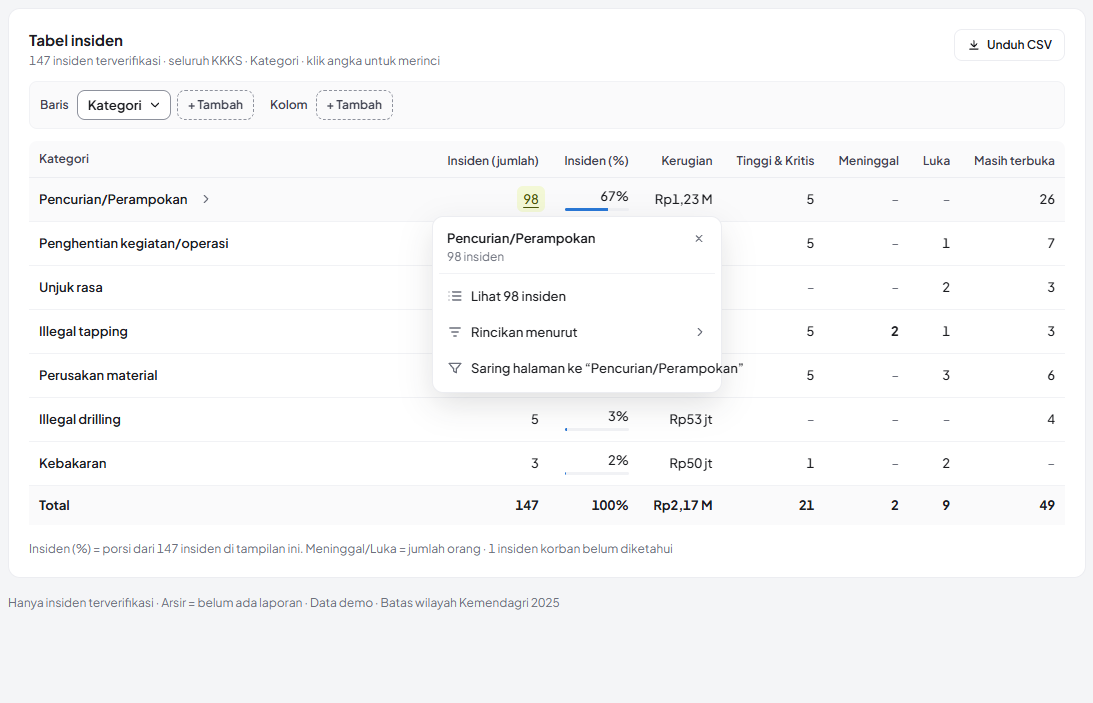 Tabel insiden
147 insiden terverifikasi · seluruh KKKS · Kategori · klik angka untuk merinci
Unduh CSV
Baris Kategori + Tambah Kolom + Tambah
Kategori Insiden (jumlah) Insiden (%) Kerugian Tinggi & Kritis Meninggal Luka Masih terbuka
Pencurian/Perampokan 98 67% Rp1,23 M 5 – – 26
Penghentian kegiatan/operasi 5 – 1 7
Unjuk rasa – – 2 3
Illegal tapping 5 2 1 3
Perusakan material 5 – 3 6
Pencurian/Perampokan ×
98 insiden
Lihat 98 insiden
Rincikan menurut
Saring halaman ke “Pencurian/Perampokan”
Illegal drilling 5 3% Rp53 jt – – – 4
Kebakaran 3 2% Rp50 jt 1 – 2 –
Total 147 100% Rp2,17 M 21 2 9 49
Insiden (%) = porsi dari 147 insiden di tampilan ini. Meninggal/Luka = jumlah orang · 1 insiden korban belum diketahui
Hanya insiden terverifikasi · Arsir = belum ada laporan · Data demo · Batas wilayah Kemendagri 2025